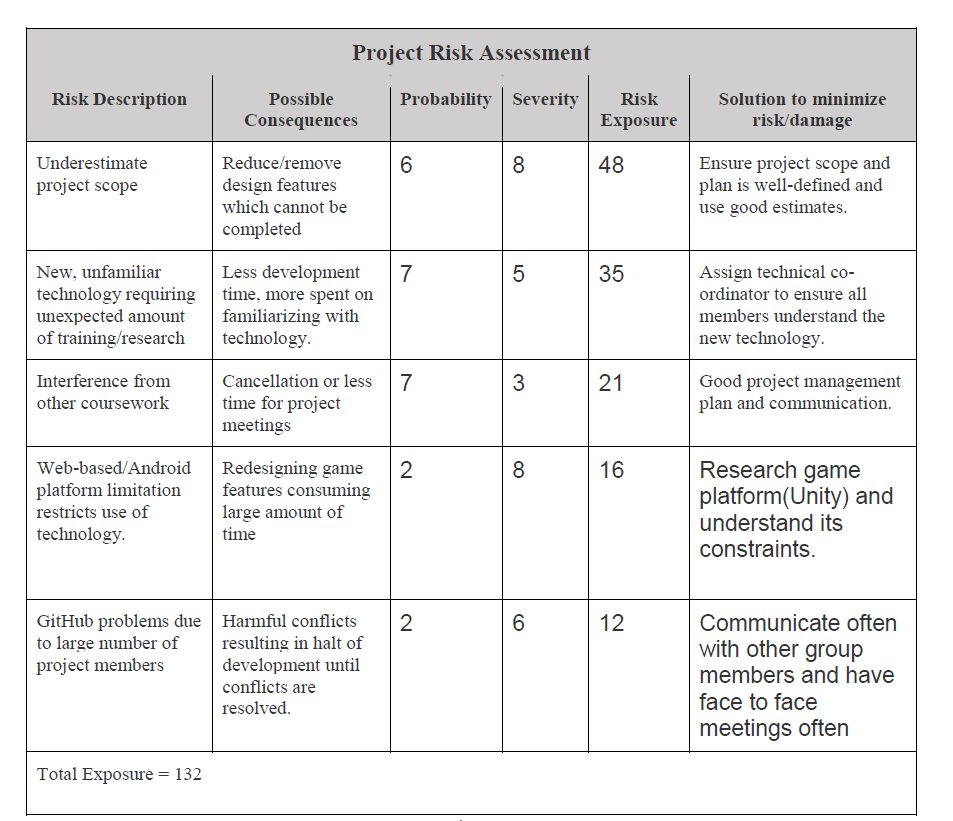 Project Risk Assessment
Risk Description
Possible
Consequences
Probability
Severity
Risk
Exposure
Solution to minimize
risk/damage
Underestimate
project scope
Reduce/remove
design features
which cannot be
completed
6
8
48
Ensure project scope and
plan is well-defined and
use good estimates.
New, unfamiliar
technology requiring
unexpected amount
of training/research
Less development
time, more spent on
familiarizing with
technology.
7
5
35
Assign technical co-
ordinator to ensure all
members understand the
new technology.
Interference from
other coursework
Cancellation or less
time for project
meetings
7
3
21
Good project management
plan and communication.
Web-based/Android
platform limitation
restricts use of
technology.
Redesigning game
features consuming
large amount of
time
2
8
16
Research game
platform(Unity) and
understand its
constraints.
GitHub problems due
to large number of
project members
Harmful conflicts
resulting in halt of
development until
conflicts are
resolved.
2
6
12
Communicate often
with other group
members and have
face to face
meetings often
Total Exposure = 132